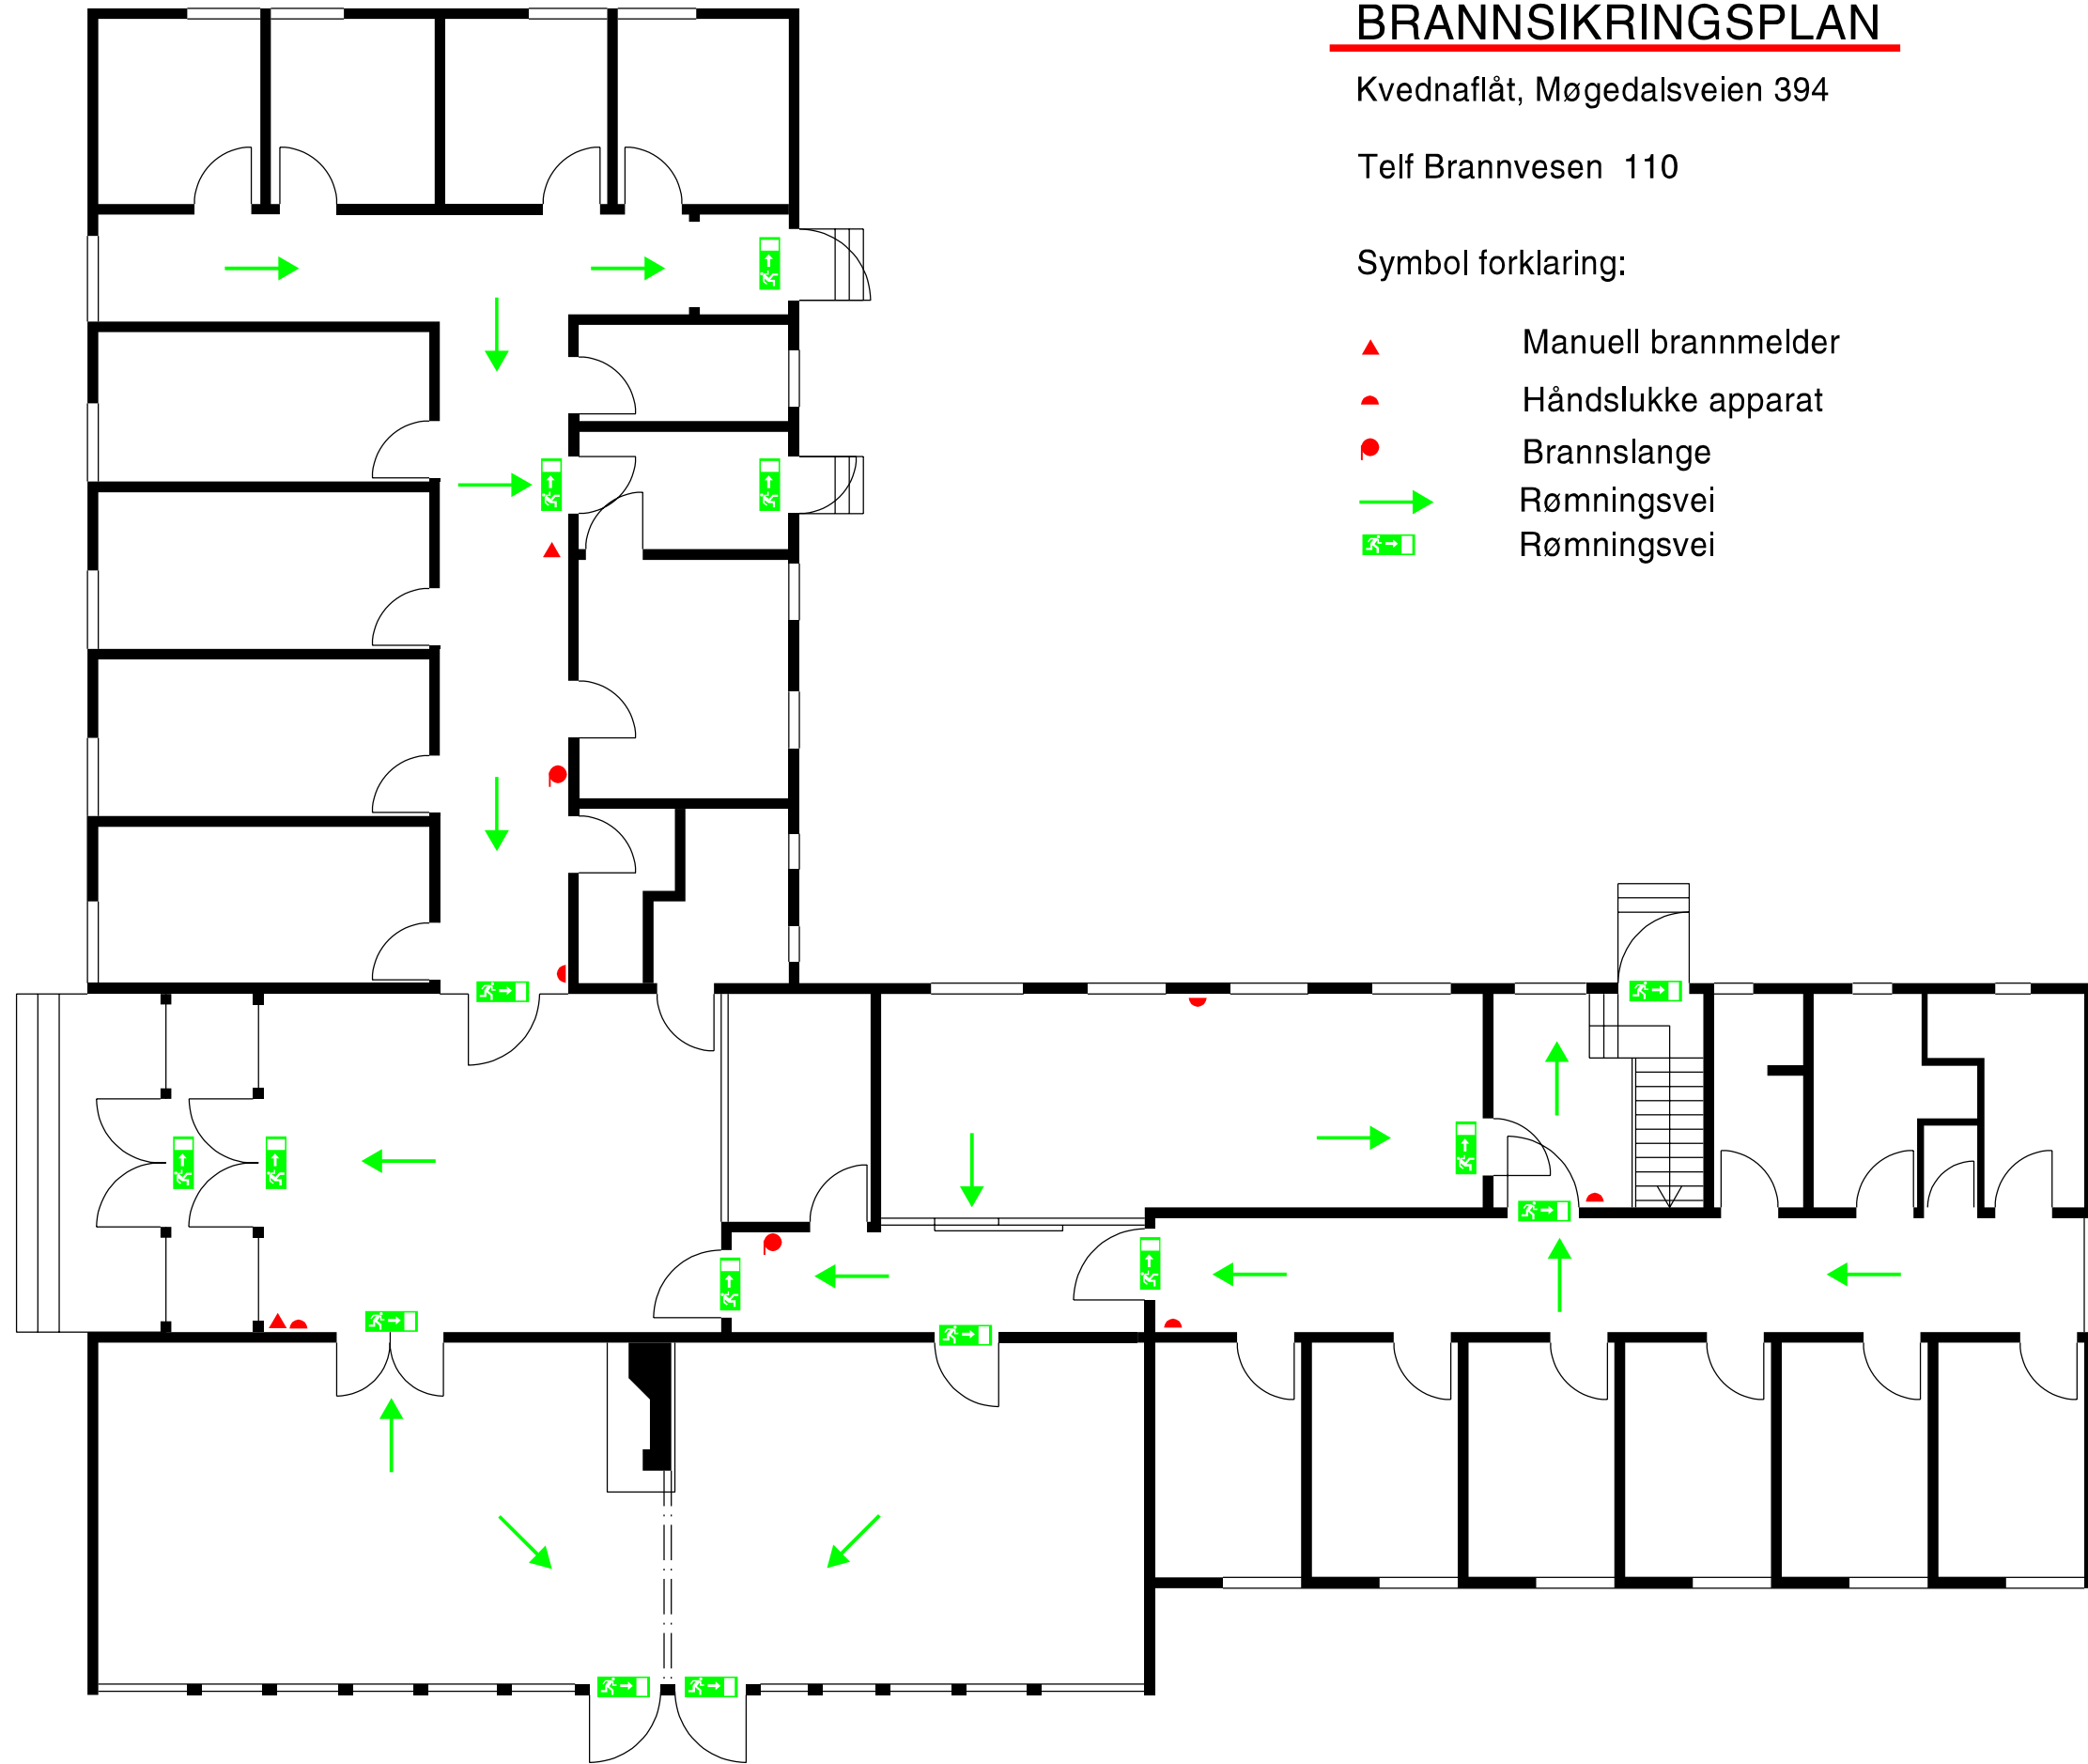 BRANNSIKRINGSPLAN
Kvednaflåt, Møgedalsveien 394
Telf Brannvesen 110
Symbol forklaring:
Manuell brannmelder
Håndslukke apparat
Brannslange
Rømningsvei
Rømningsvei